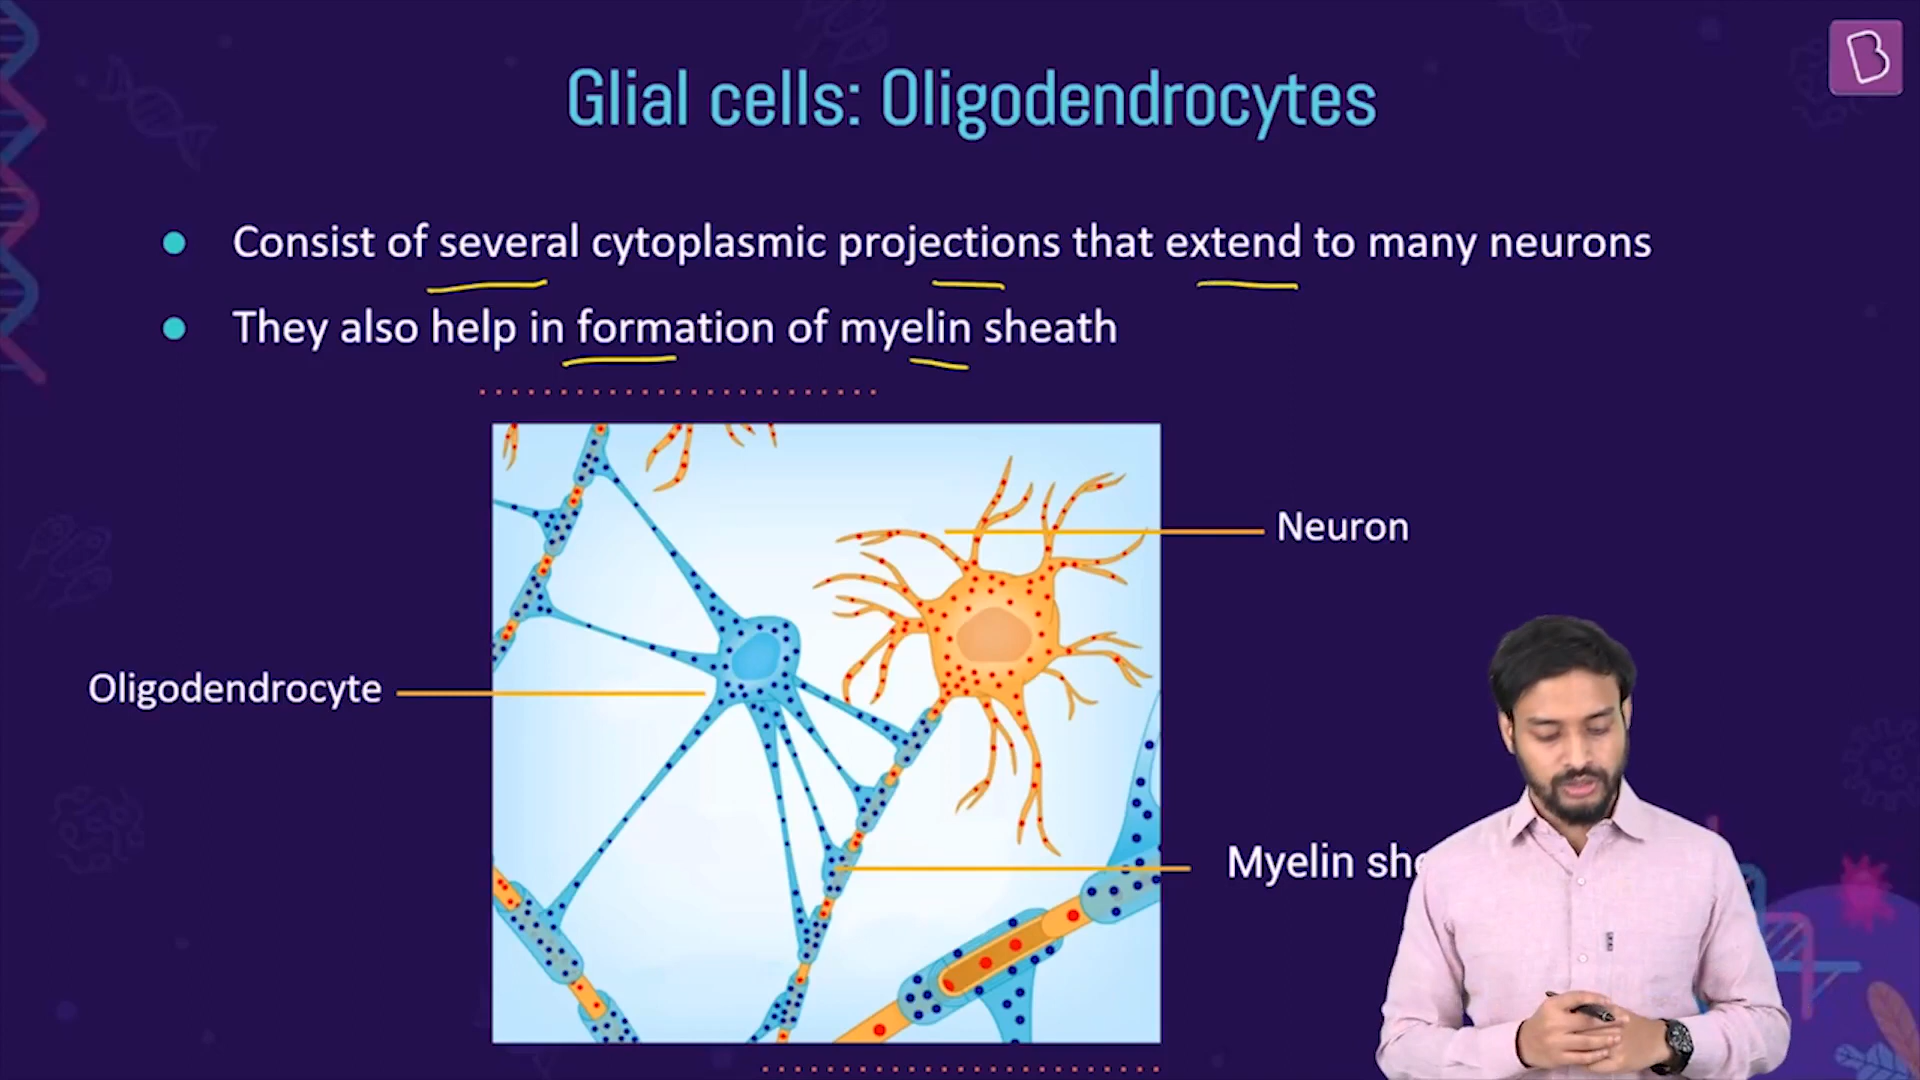 Glial cells: Oligodendrocytes
Consist of several cytoplasmic projections that extend to many neurons
They also help in formation of myelin sheath
Neuron
Oligodendrocyte
Myelin